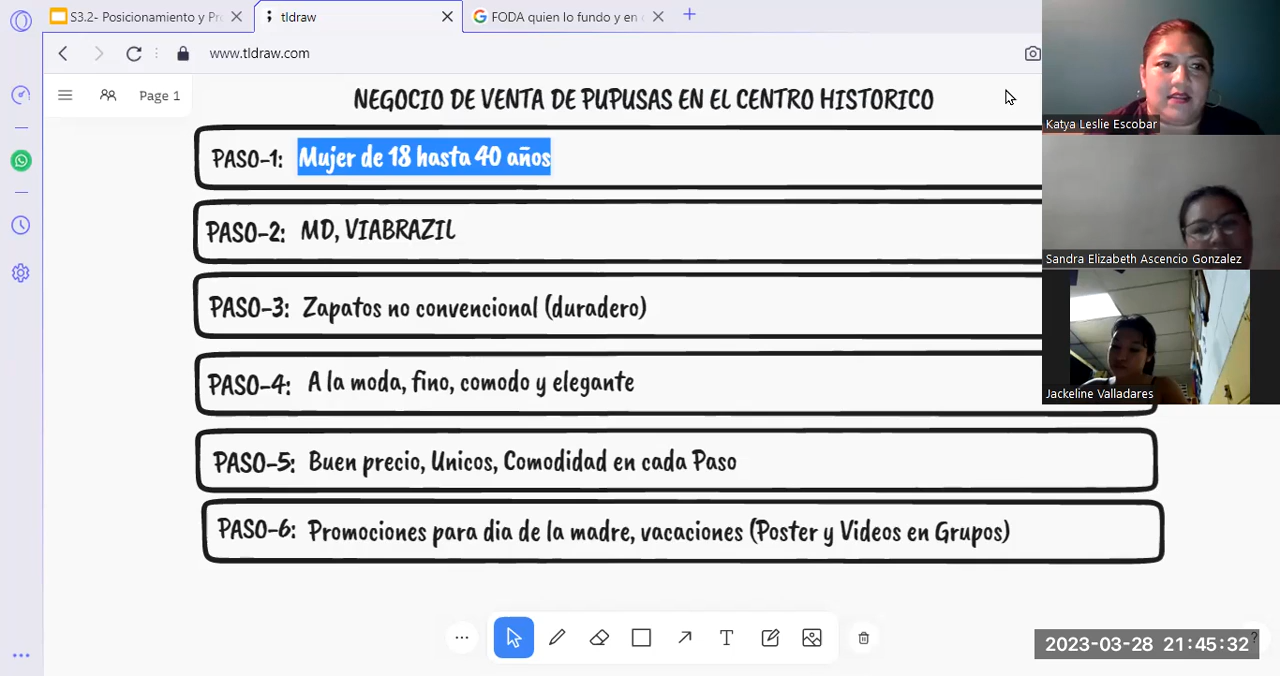 S3.2- Posicionamiento y Pr
tldraw
FODA quien lo fundo y en
www.tldraw.com
Page 1
NEGOCIO DE VENTA DE PUPUSAS EN EL CENTRO HISTORICO
PASO-1: Mujer de 18 hasta 40 años
PASO-2: MD, VIABRAZIL
PASO-3: Zapatos no convencional (duradero)
PASO-4: A la moda, fino, comodo y elegante
PASO-5: Buen precio, Unicos, Comodidad en cada Paso
PASO-6: Promociones para dia de la madre, vacaciones (Poster y Videos en Grupos)
Katya Leslie Escobar
Sandra Elizabeth Ascencio Gonzalez
Jackeline Valladares
2023-03-28 21:45:32
?